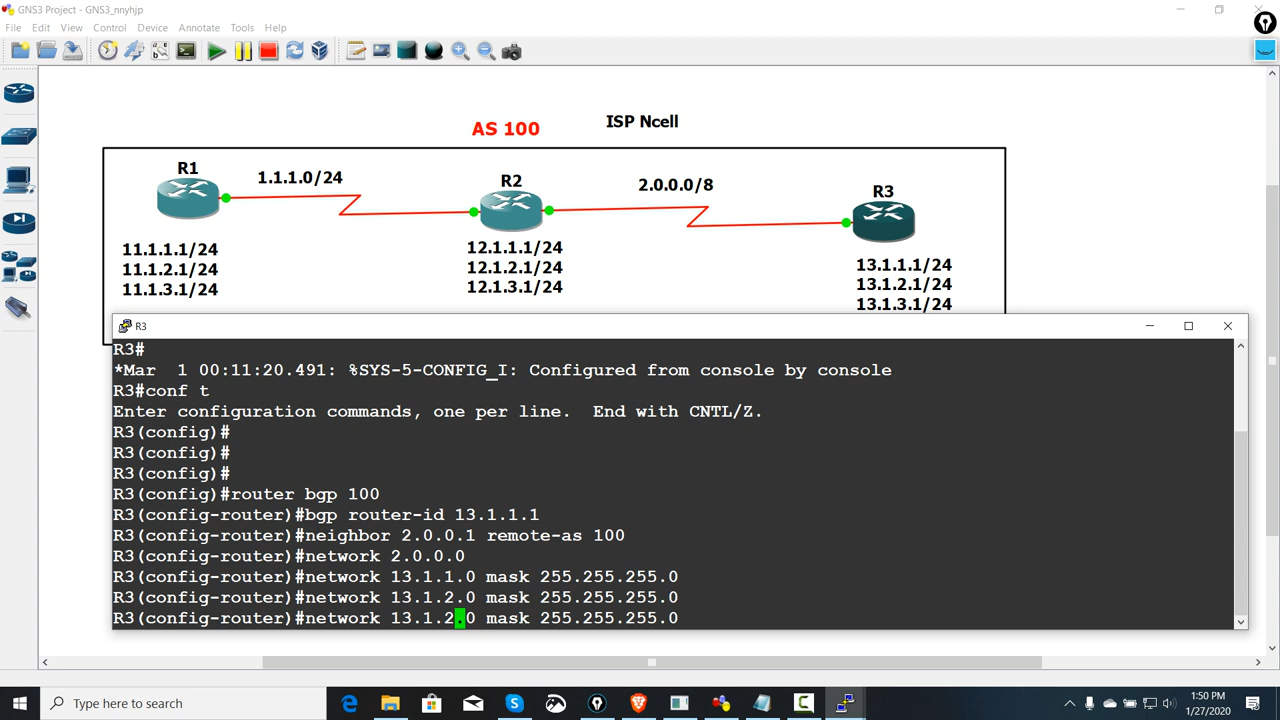 GNS3 Project - GNS3_nnyhjp
File Edit View Control Device Annotate Tools Help
AS 100
ISP Ncell
R1
1.1.1.0/24
R2
2.0.0.0/8
R3
11.1.1.1/24
11.1.2.1/24
11.1.3.1/24
12.1.1.1/24
12.1.2.1/24
12.1.3.1/24
13.1.1.1/24
13.1.2.1/24
13.1.3.1/24
R3
R3#
*Mar  1 00:11:20.491: %SYS-5-CONFIG_I: Configured from console by console
R3#conf t
Enter configuration commands, one per line.  End with CNTL/Z.
R3(config)#
R3(config)#
R3(config)#
R3(config)#router bgp 100
R3(config-router)#bgp router-id 13.1.1.1
R3(config-router)#neighbor 2.0.0.1 remote-as 100
R3(config-router)#network 2.0.0.0
R3(config-router)#network 13.1.1.0 mask 255.255.255.0
R3(config-router)#network 13.1.2.0 mask 255.255.255.0
R3(config-router)#network 13.1.2.0 mask 255.255.255.0
Type here to search
1:50 PM
1/27/2020